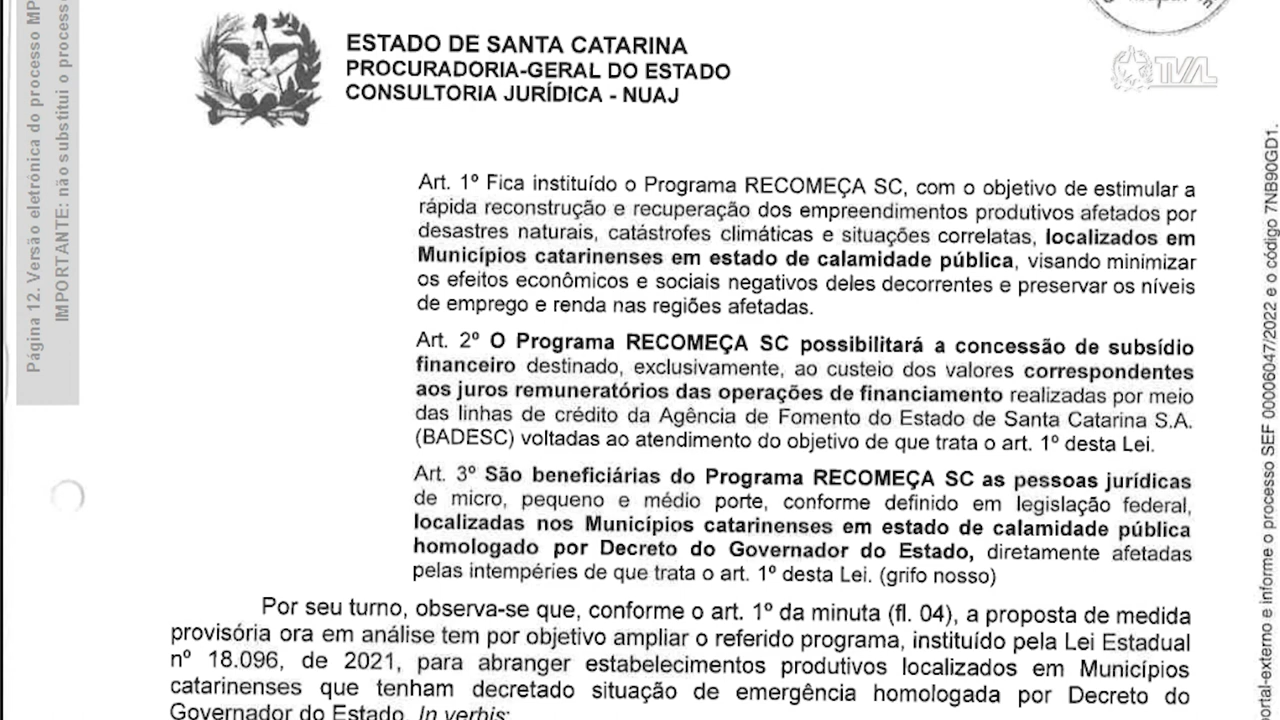 ESTADO DE SANTA CATARINA
PROCURADORIA-GERAL DO ESTADO
CONSULTORIA JURÍDICA - NUAJ
TVAL
Art. 1º Fica instituído o Programa RECOMEÇA SC, com o objetivo de estimular a
rápida reconstrução e recuperação dos empreendimentos produtivos afetados por
desastres naturais, catástrofes climáticas e situações correlatas, localizados em
Municípios catarinenses em estado de calamidade pública, visando minimizar
os efeitos econômicos e sociais negativos deles decorrentes e preservar os níveis
de emprego e renda nas regiões afetadas.
Art. 2º O Programa RECOMEÇA SC possibilitará a concessão de subsídio
financeiro destinado, exclusivamente, ao custeio dos valores correspondentes
aos juros remuneratórios das operações de financiamento realizadas por meio
das linhas de crédito da Agência de Fomento do Estado de Santa Catarina S.A.
(BADESC) voltadas ao atendimento do objetivo de que trata o art. 1º desta Lei.
Art. 3º São beneficiárias do Programa RECOMEÇA SC as pessoas jurídicas
de micro, pequeno e médio porte, conforme definido em legislação federal,
localizadas nos Municípios catarinenses em estado de calamidade pública
homologado por Decreto do Governador do Estado, diretamente afetadas
pelas intempéries de que trata o art. 1º desta Lei. (grifo nosso)
Por seu turno, observa-se que, conforme o art. 1º da minuta (fl. 04), a proposta de medida
provisória ora em análise tem por objetivo ampliar o referido programa, instituído pela Lei Estadual
nº 18.096, de 2021, para abranger estabelecimentos produtivos localizados em Municípios
catarinenses que tenham decretado situação de emergência homologada por Decreto do
Governador do Estado. In verbis:
Página 12. Versão eletrônica do processo MP
IMPORTANTE: não substitui o processo
portal-externo e informe o processo SEF 00006047/2022 e o código 7NB90GD1.